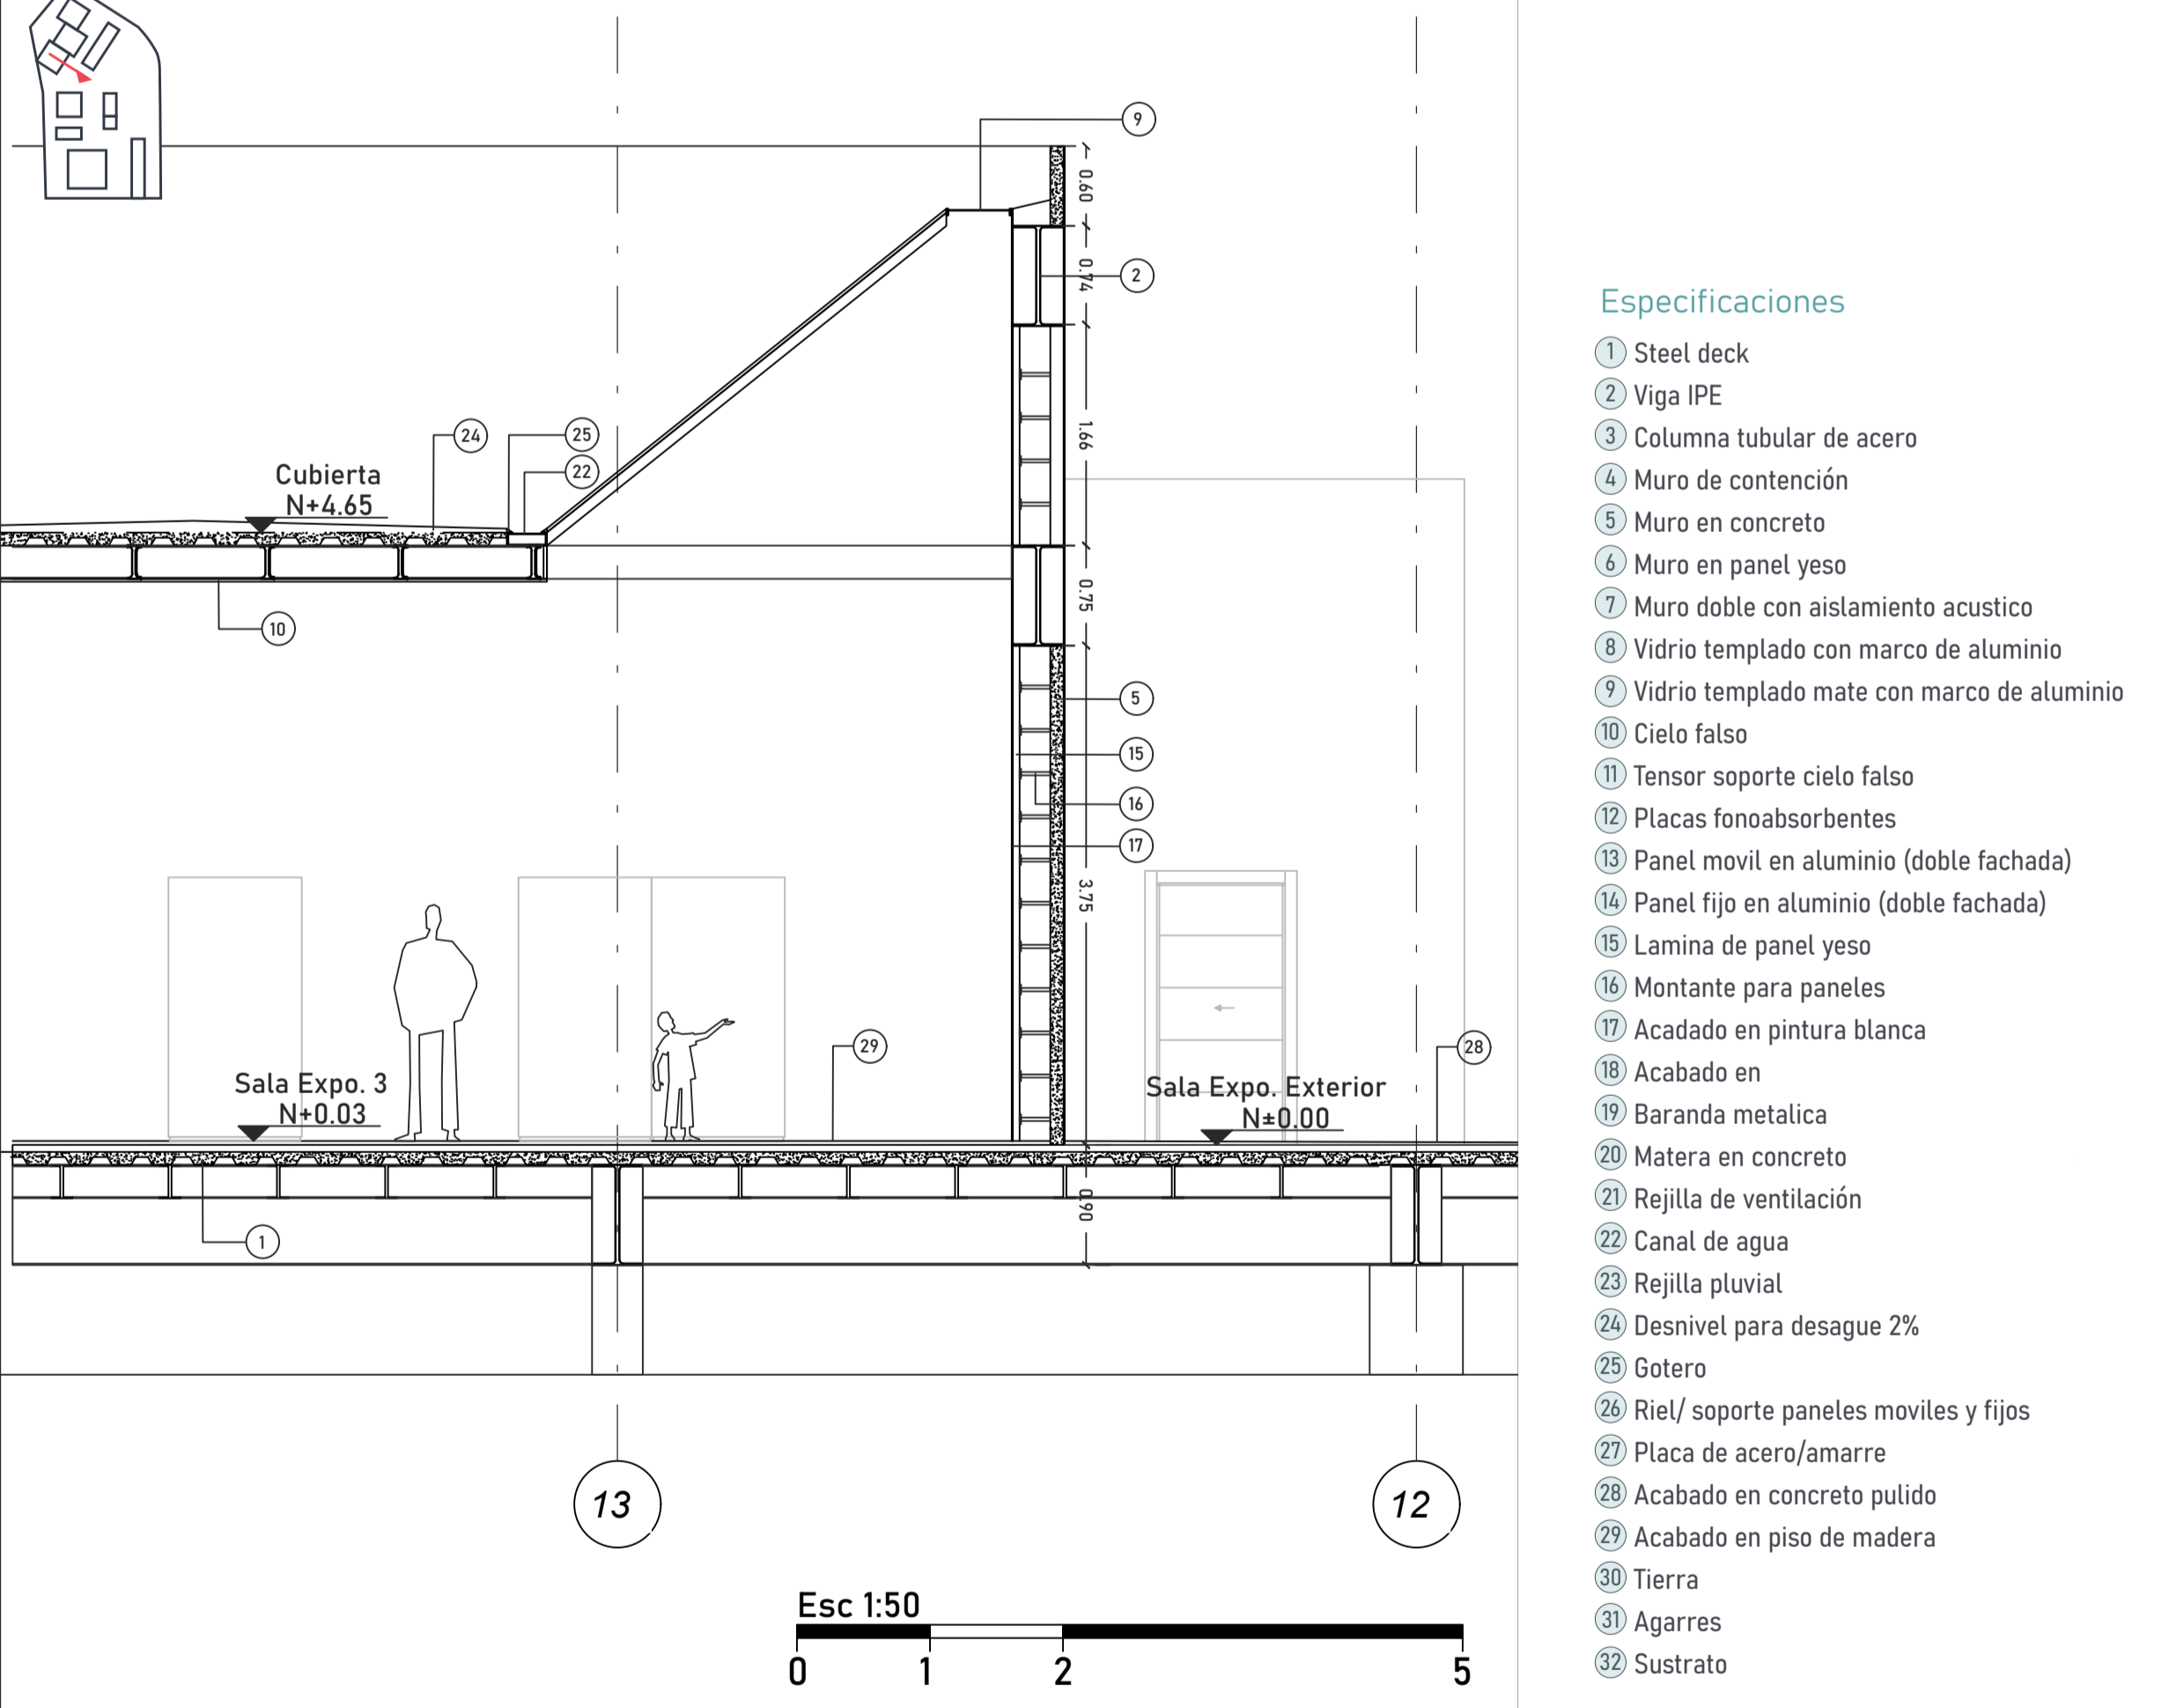 9
0.60
2
0.74
1.66
24
25
22
Cubierta
N+4.65
10
0.75
5
15
16
17
3.75
29
28
Sala Expo. 3
N+0.03
Sala Expo. Exterior
N±0.00
0.90
1
13
12
Esc 1:50
0 1 2 5
Especificaciones
1 Steel deck
2 Viga IPE
3 Columna tubular de acero
4 Muro de contención
5 Muro en concreto
6 Muro en panel yeso
7 Muro doble con aislamiento acustico
8 Vidrio templado con marco de aluminio
9 Vidrio templado mate con marco de aluminio
10 Cielo falso
11 Tensor soporte cielo falso
12 Placas fonoabsorbentes
13 Panel movil en aluminio (doble fachada)
14 Panel fijo en aluminio (doble fachada)
15 Lamina de panel yeso
16 Montante para paneles
17 Acadado en pintura blanca
18 Acabado en
19 Baranda metalica
20 Matera en concreto
21 Rejilla de ventilación
22 Canal de agua
23 Rejilla pluvial
24 Desnivel para desague 2%
25 Gotero
26 Riel/ soporte paneles moviles y fijos
27 Placa de acero/amarre
28 Acabado en concreto pulido
29 Acabado en piso de madera
30 Tierra
31 Agarres
32 Sustrato